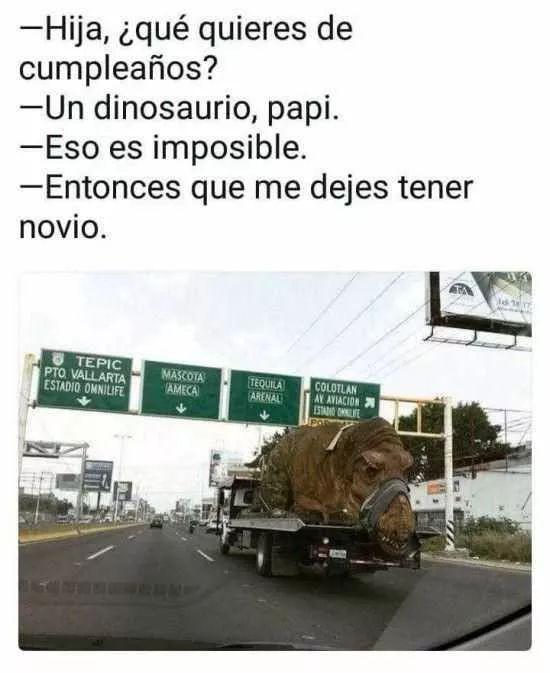 —Hija, ¿qué quieres de
cumpleaños?
—Un dinosaurio, papi.
—Eso es imposible.
—Entonces que me dejes tener
novio.
TEPIC
PTO. VALLARTA
ESTADIO OMNILIFE
MASCOTA
AMECA
TEQUILA
ARENAL
COLOTLAN
AV AVIACION
ESTADIO OMNILIFE